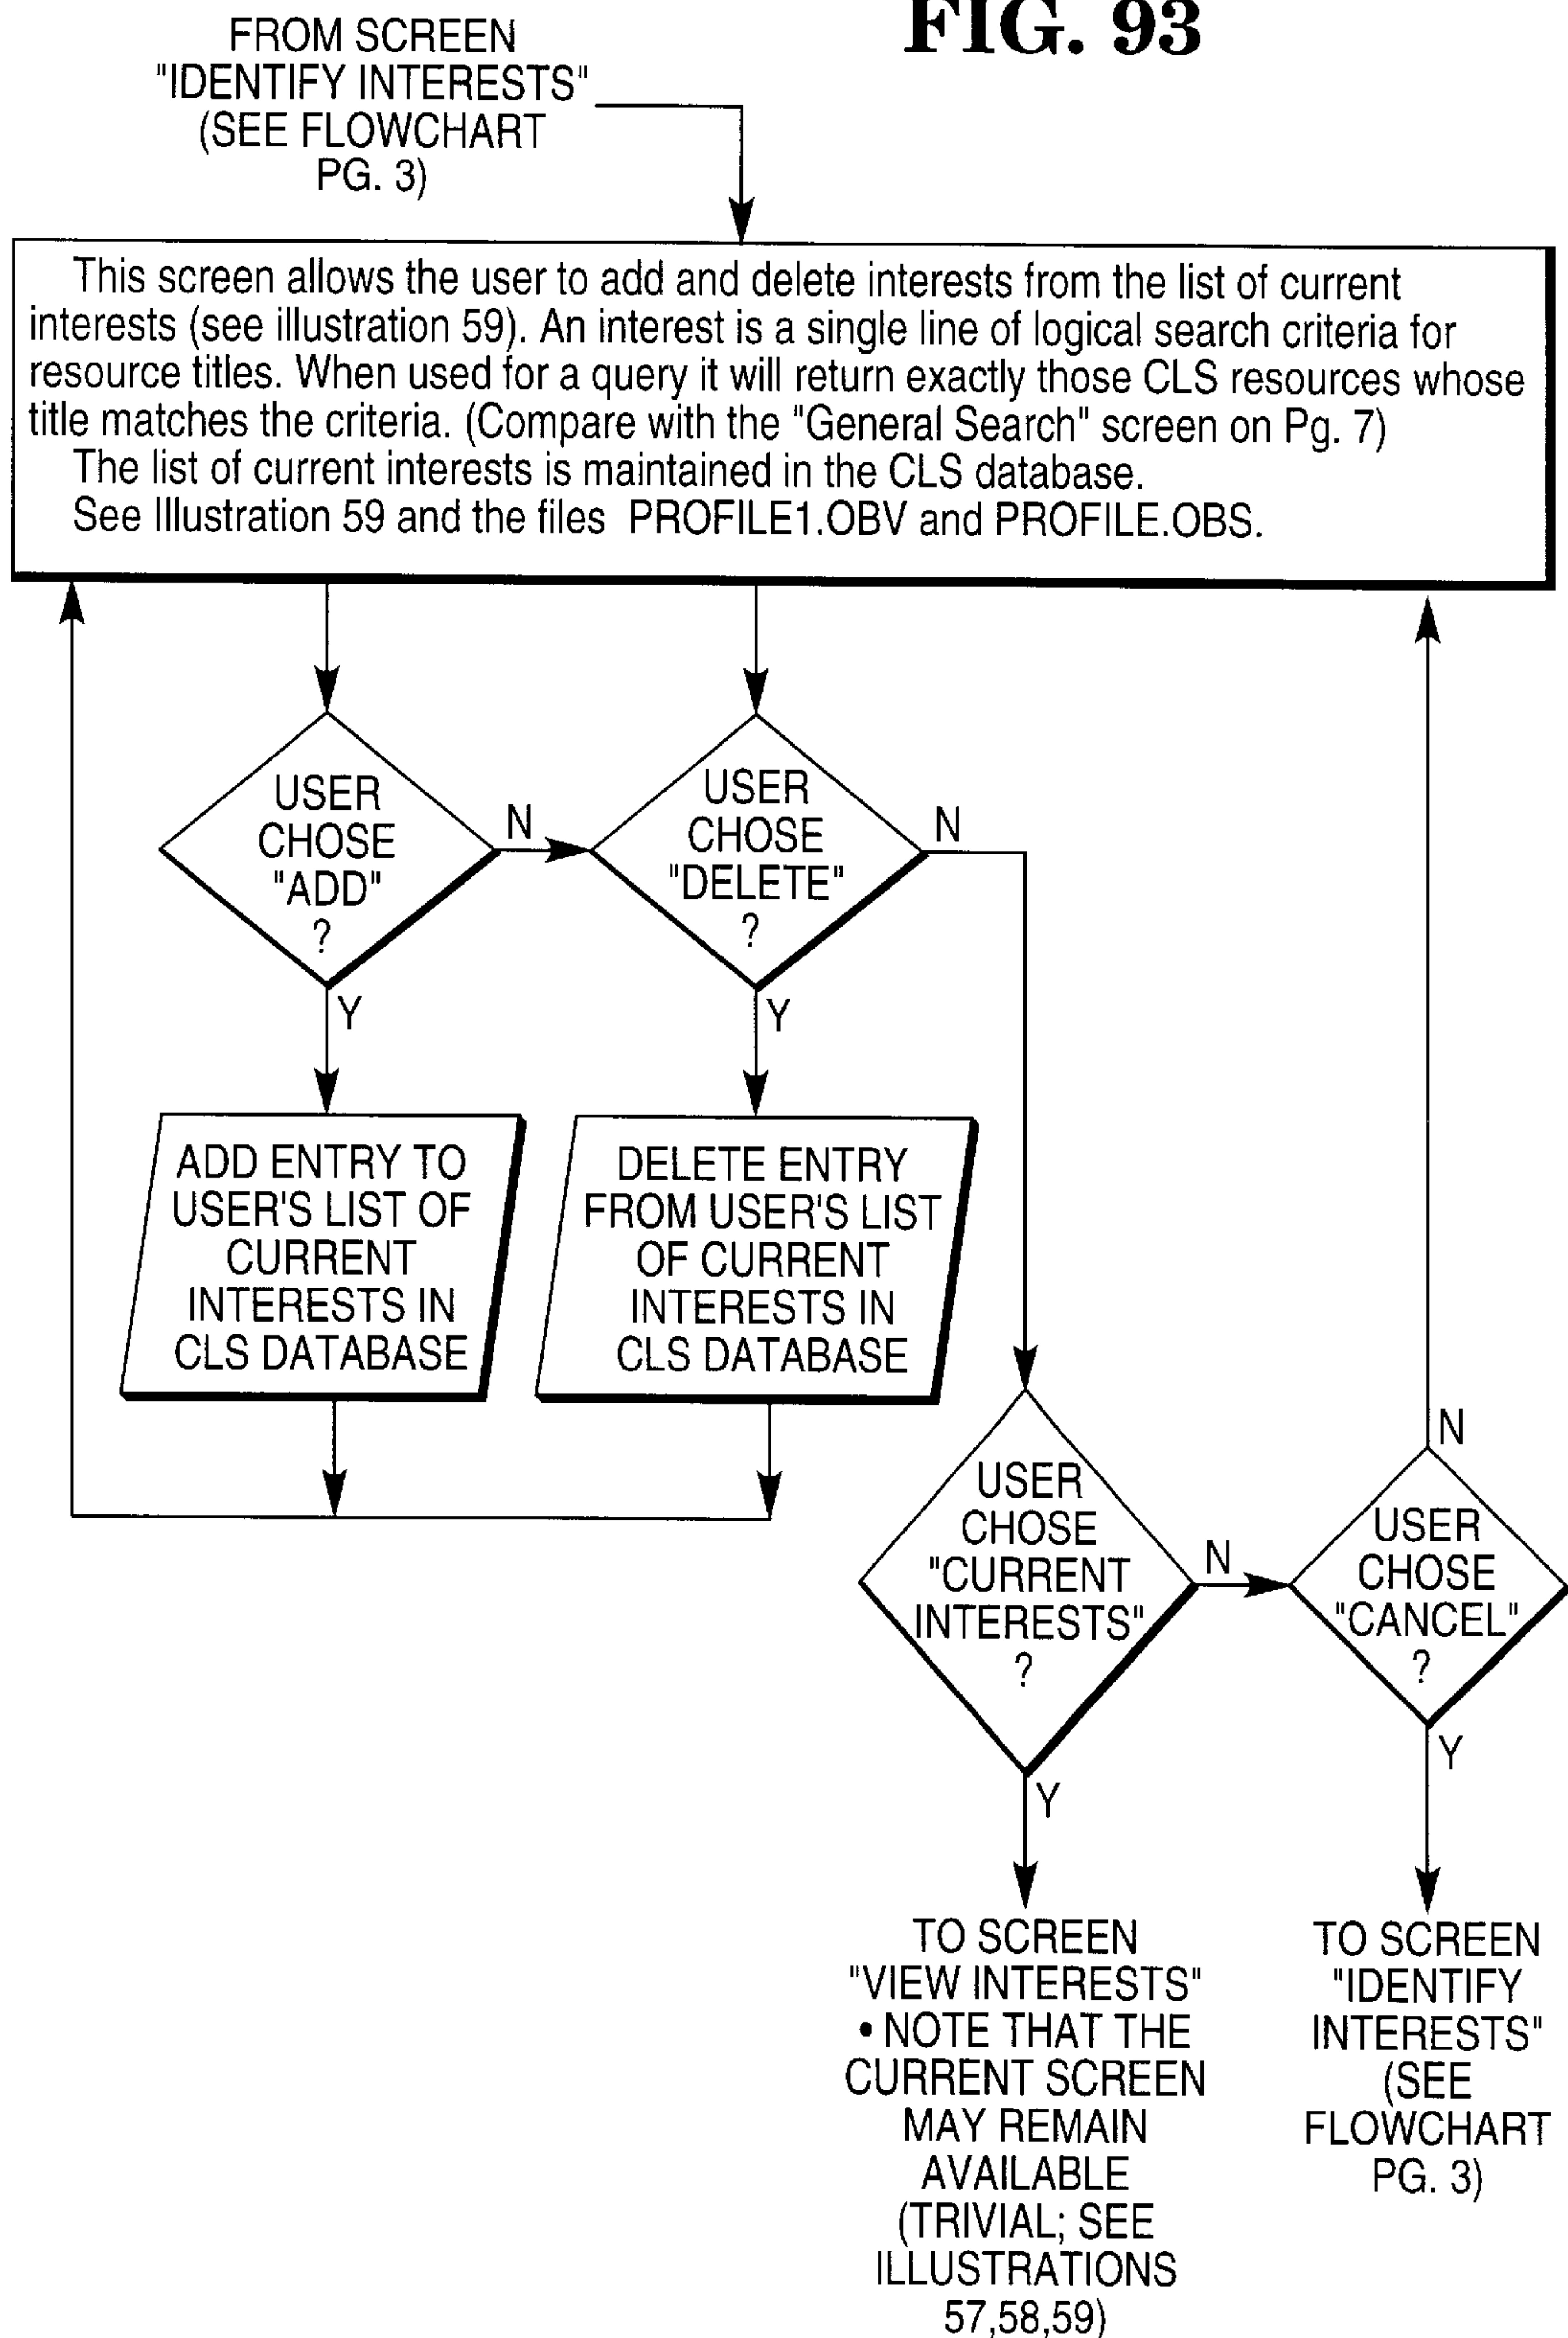 FIG. 93
FROM SCREEN
"IDENTIFY INTERESTS"
(SEE FLOWCHART
PG. 3)
This screen allows the user to add and delete interests from the list of current
interests (see illustration 59). An interest is a single line of logical search criteria for
resource titles. When used for a query it will return exactly those CLS resources whose
title matches the criteria. (Compare with the "General Search" screen on Pg. 7)
The list of current interests is maintained in the CLS database.
See Illustration 59 and the files PROFILE1.OBV and PROFILE.OBS.
USER
CHOSE
"ADD"
?
N
Y
USER
CHOSE
"DELETE"
?
N
Y
ADD ENTRY TO
USER'S LIST OF
CURRENT
INTERESTS IN
CLS DATABASE
DELETE ENTRY
FROM USER'S LIST
OF CURRENT
INTERESTS IN
CLS DATABASE
USER
CHOSE
"CURRENT
INTERESTS"
?
N
Y
USER
CHOSE
"CANCEL"
?
N
Y
TO SCREEN
"VIEW INTERESTS"
• NOTE THAT THE
CURRENT SCREEN
MAY REMAIN
AVAILABLE
(TRIVIAL; SEE
ILLUSTRATIONS
57,58,59)
TO SCREEN
"IDENTIFY
INTERESTS"
(SEE
FLOWCHART
PG. 3)